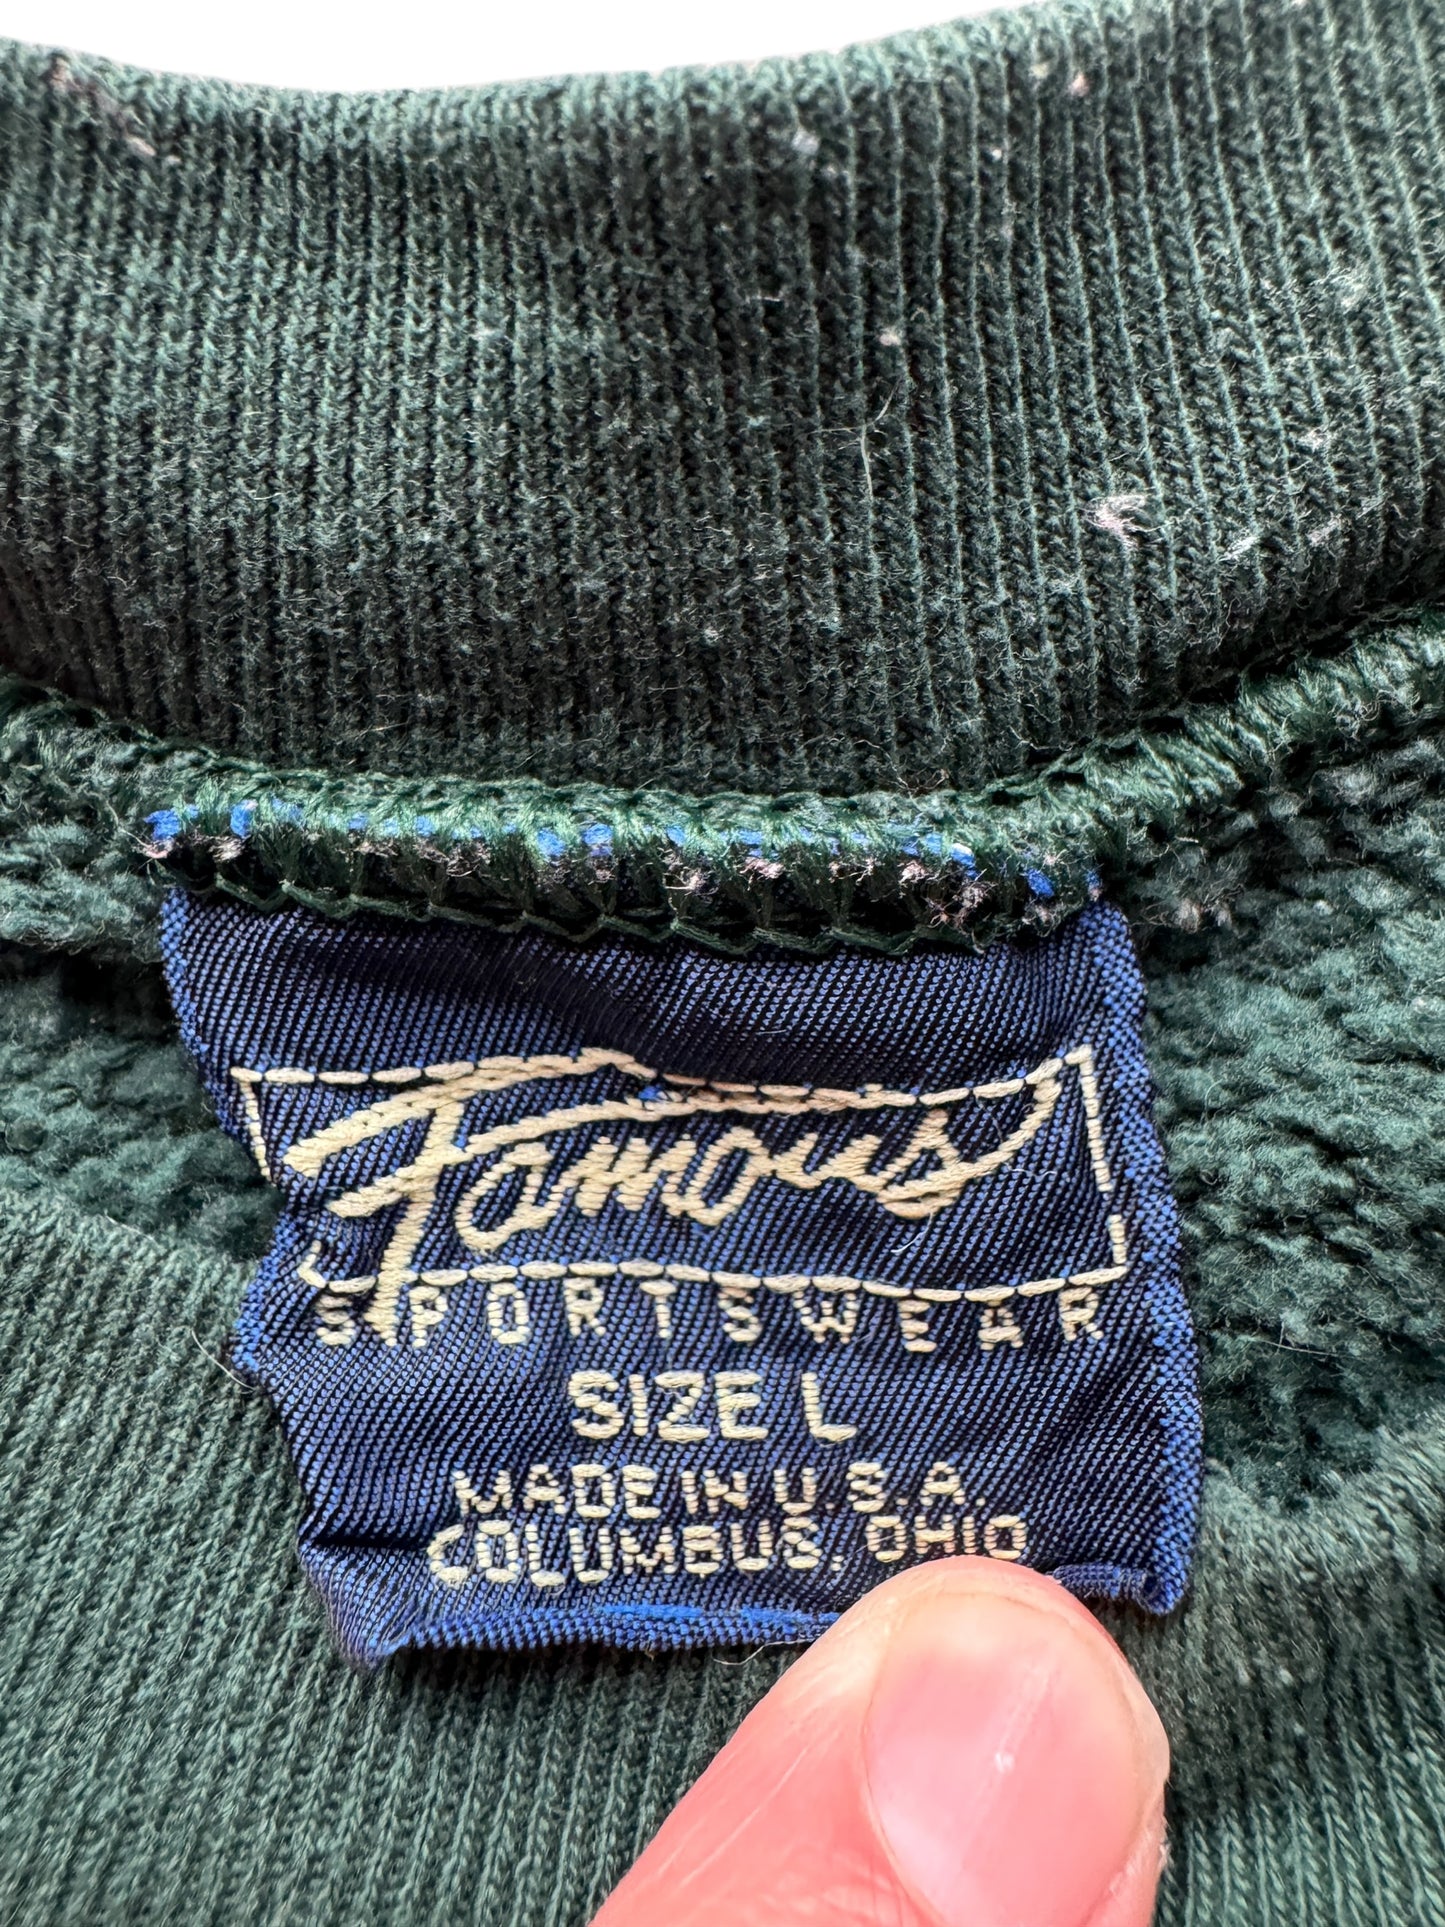 Famous
SPORTSWEAR
SIZE L
MADE IN U.S.A.
COLUMBUS, OHIO